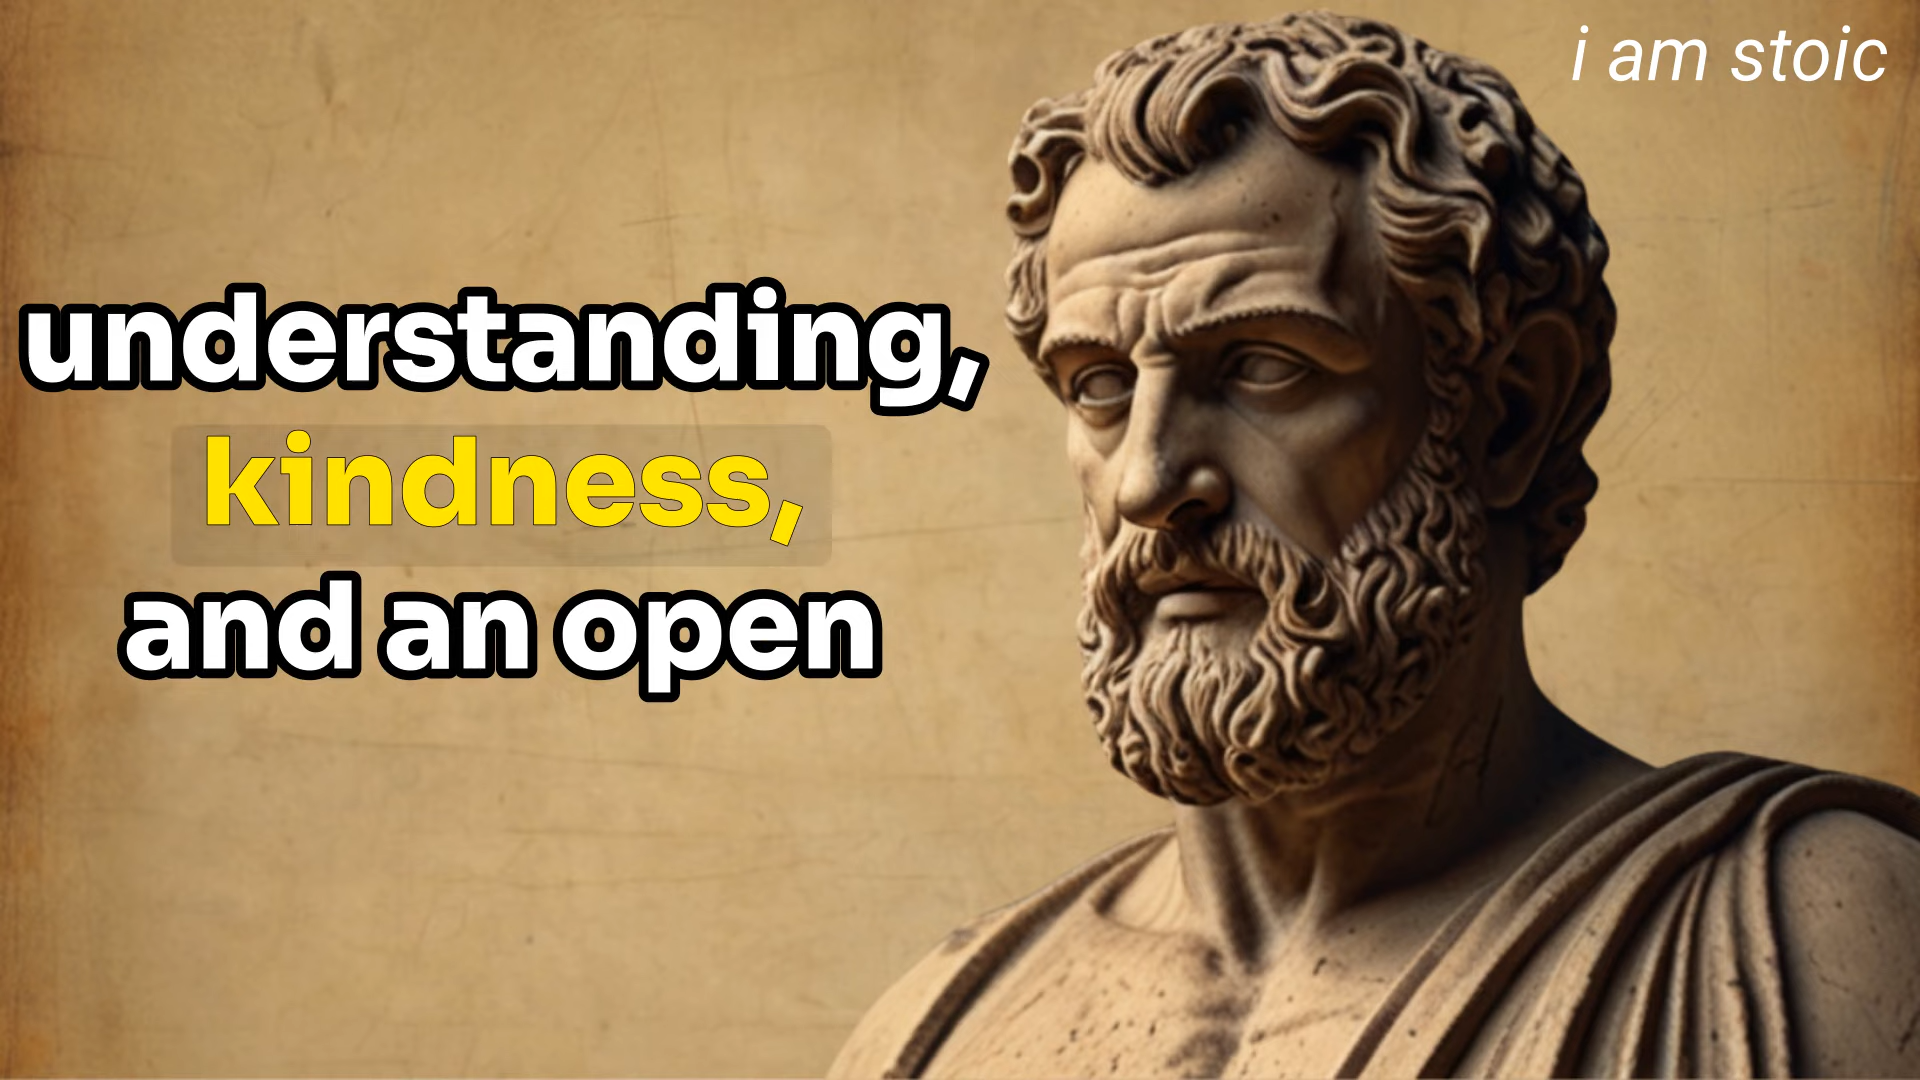 i am stoic
understanding,
kindness,
and an open